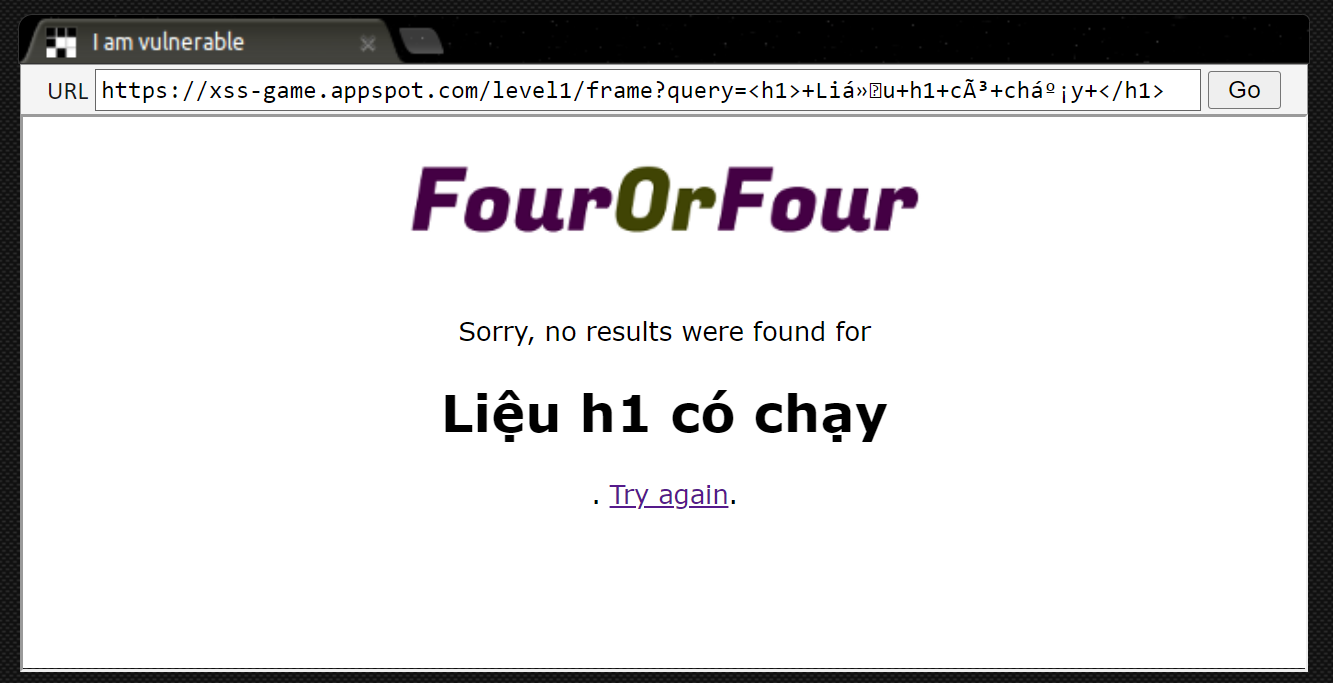 I am vulnerable
URL https://xss-game.appspot.com/level1/frame?query=<h1>+Liá»u+h1+cÃ³+cháº¡y+</h1> Go
FourOrFour
Sorry, no results were found for
Liệu h1 có chạy
. Try again.